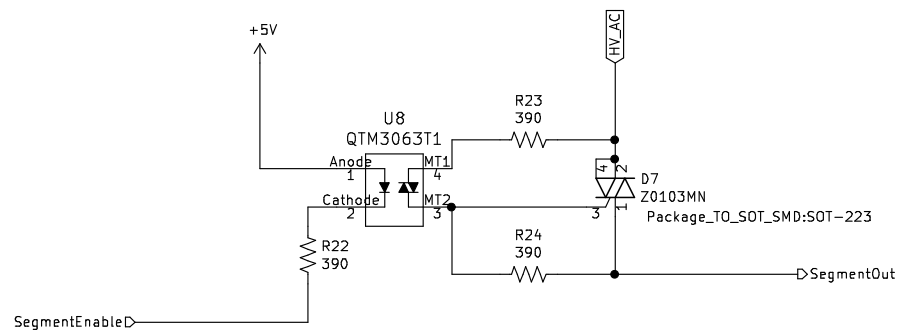 +5V
HV_AC
R23
390
U8
QTM3063T1
Anode
1
MT1
4
Cathode
2
MT2
3
4
2
D7
Z0103MN
3
1
Package_TO_SOT_SMD:SOT-223
R22
390
R24
390
SegmentOut
SegmentEnable